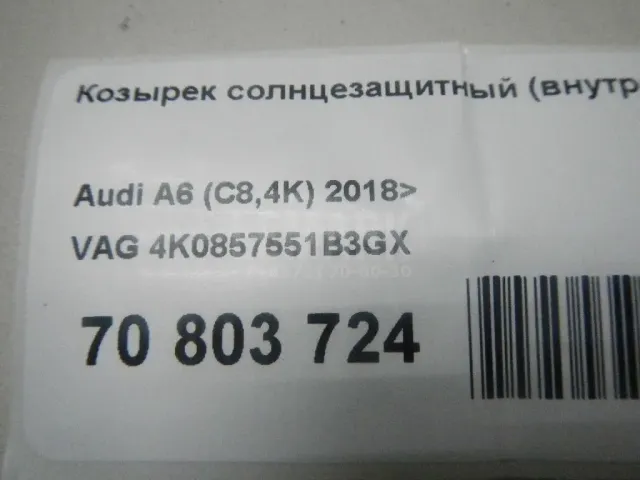 Козырек солнцезащитный (внутр
Audi A6 (C8,4K) 2018>
VAG 4K0857551B3GX
70 803 724